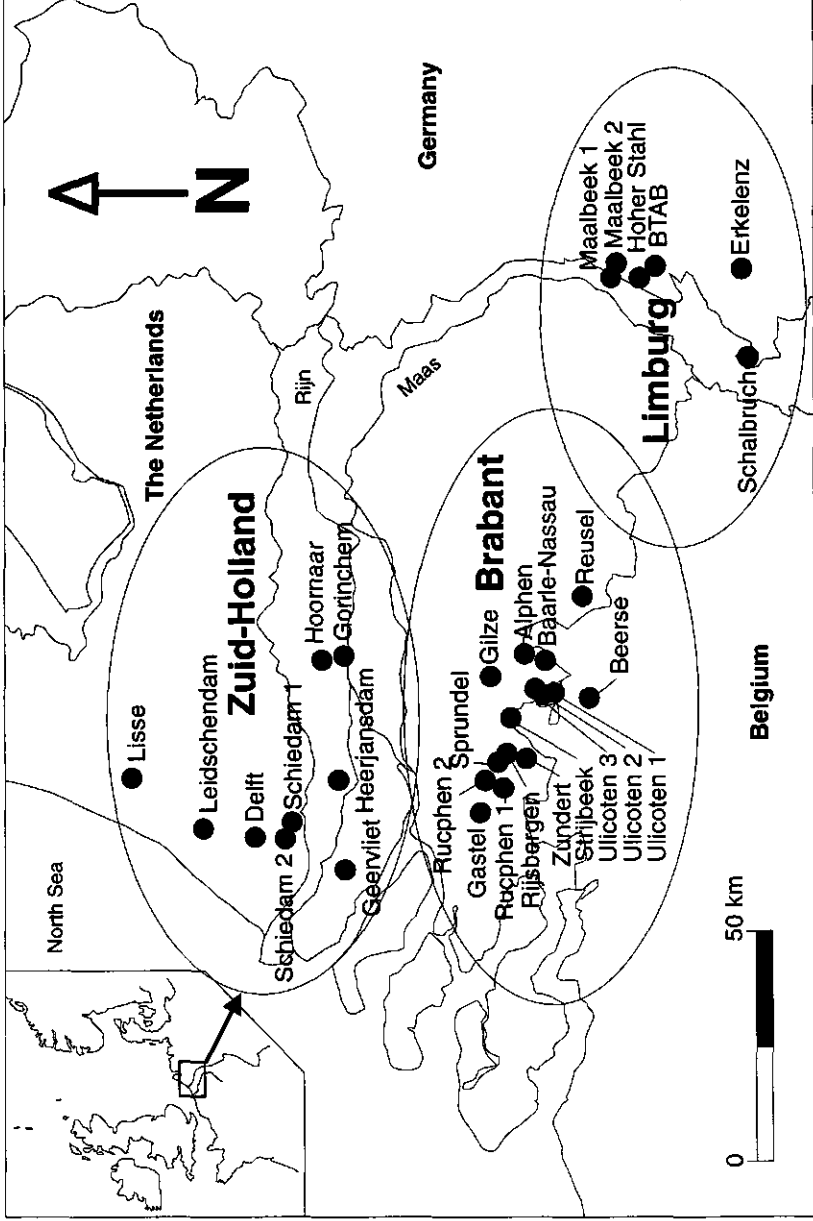 North Sea
The Netherlands
Germany
Belgium
N
Rijn
Maas
Zuid-Holland
Lisse
Leidschendam
Delft
Schiedam 1
Schiedam 2
Hoornaar
Gorinchem
Heerjansdam
Geervliet
Brabant
Rucphen 2
Sprundel
Gilze
Alphen
Baarle-Nassau
Reusel
Beerse
Gastel
Rucphen 1
Rijsbergen
Zundert
Strijbeek
Ulicoten 3
Ulicoten 2
Ulicoten 1
Limburg
Maalbeek 1
Maalbeek 2
Hoher Stahl
BTAB
Erkelenz
Schalbruch
0
50 km